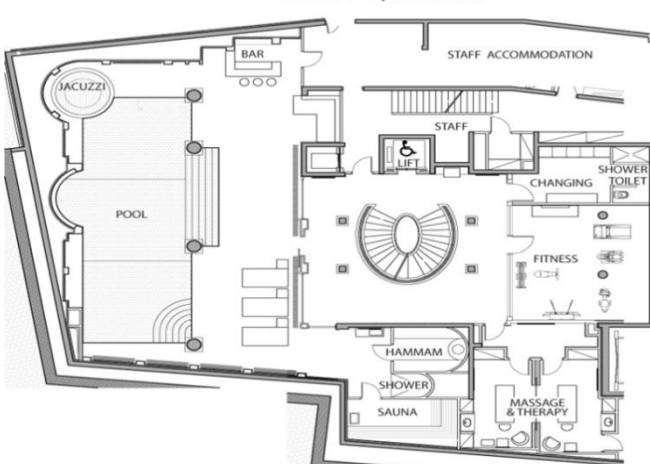 BAR
STAFF ACCOMMODATION
JACUZZI
STAFF
LIFT
SHOWER
TOILET
CHANGING
POOL
FITNESS
HAMMAM
SHOWER
SAUNA
MASSAGE
& THERAPY